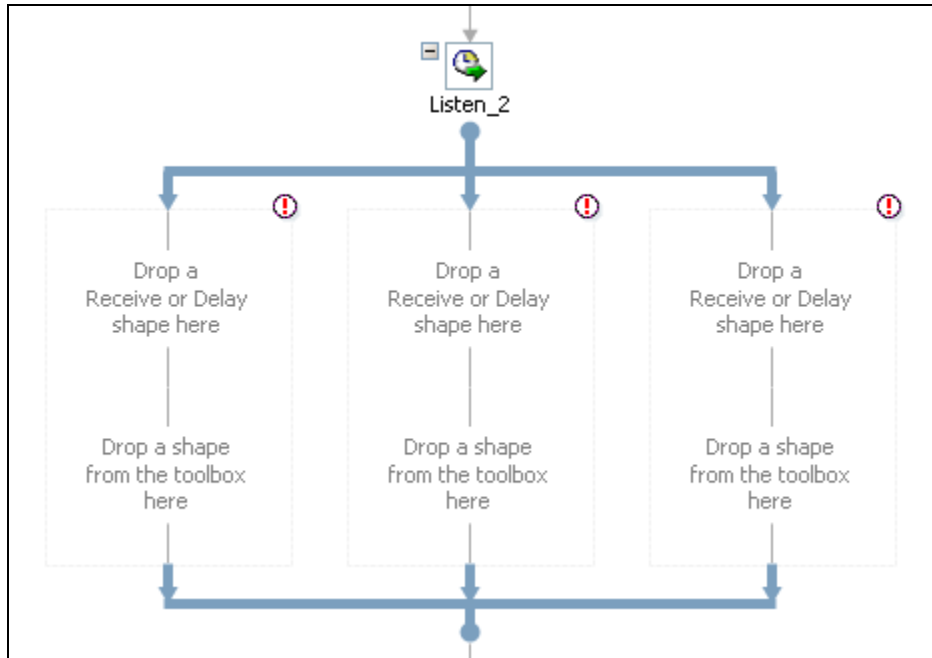 Listen_2
Drop a
Receive or Delay
shape here
Drop a shape
from the toolbox
here
Drop a
Receive or Delay
shape here
Drop a shape
from the toolbox
here
Drop a
Receive or Delay
shape here
Drop a shape
from the toolbox
here